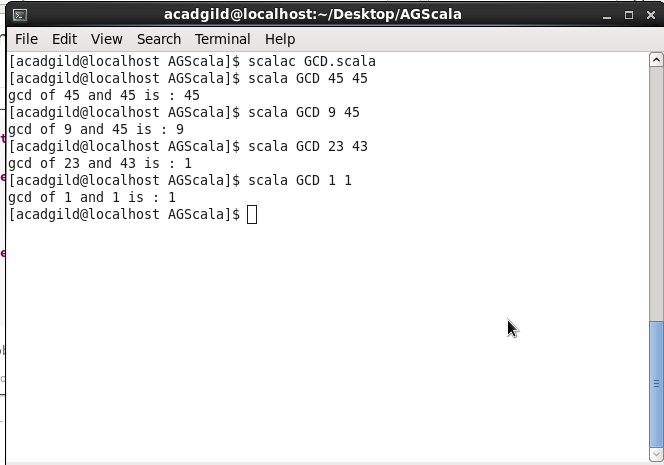 acadgild@localhost:~/Desktop/AGScala
File Edit View Search Terminal Help
[acadgild@localhost AGScala]$ scalac GCD.scala
[acadgild@localhost AGScala]$ scala GCD 45 45
gcd of 45 and 45 is : 45
[acadgild@localhost AGScala]$ scala GCD 9 45
gcd of 9 and 45 is : 9
[acadgild@localhost AGScala]$ scala GCD 23 43
gcd of 23 and 43 is : 1
[acadgild@localhost AGScala]$ scala GCD 1 1
gcd of 1 and 1 is : 1
[acadgild@localhost AGScala]$